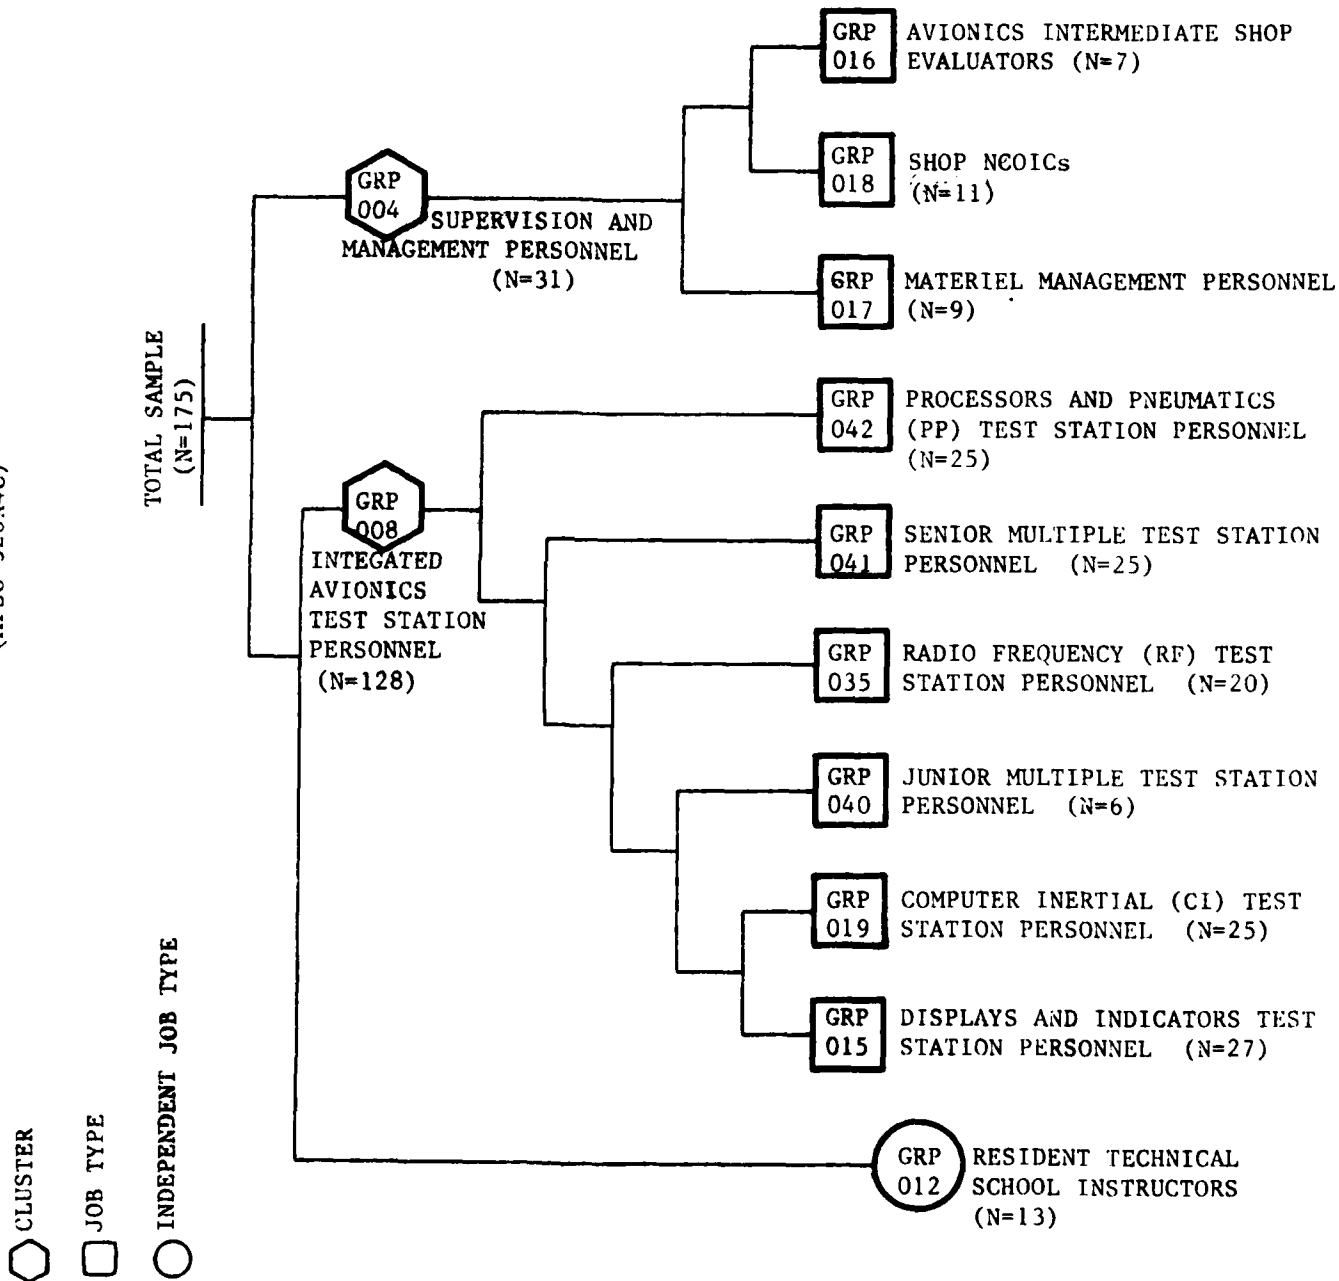 GRP
016
AVIONICS INTERMEDIATE SHOP
EVALUATORS (N=7)
GRP
018
SHOP NCOICs
(N=11)
GRP
004
SUPERVISION AND
MANAGEMENT PERSONNEL
(N=31)
GRP
017
MATERIEL MANAGEMENT PERSONNEL
(N=9)
TOTAL SAMPLE
(N=175)
GRP
042
PROCESSORS AND PNEUMATICS
(PP) TEST STATION PERSONNEL
(N=25)
GRP
008
INTEGATED
AVIONICS
TEST STATION
PERSONNEL
(N=128)
GRP
041
SENIOR MULTIPLE TEST STATION
PERSONNEL (N=25)
GRP
035
RADIO FREQUENCY (RF) TEST
STATION PERSONNEL (N=20)
GRP
040
JUNIOR MULTIPLE TEST STATION
PERSONNEL (N=6)
GRP
019
COMPUTER INERTIAL (CI) TEST
STATION PERSONNEL (N=25)
GRP
015
DISPLAYS AND INDICATORS TEST
STATION PERSONNEL (N=27)
GRP
012
RESIDENT TECHNICAL
SCHOOL INSTRUCTORS
(N=13)
CLUSTER
JOB TYPE
INDEPENDENT JOB TYPE